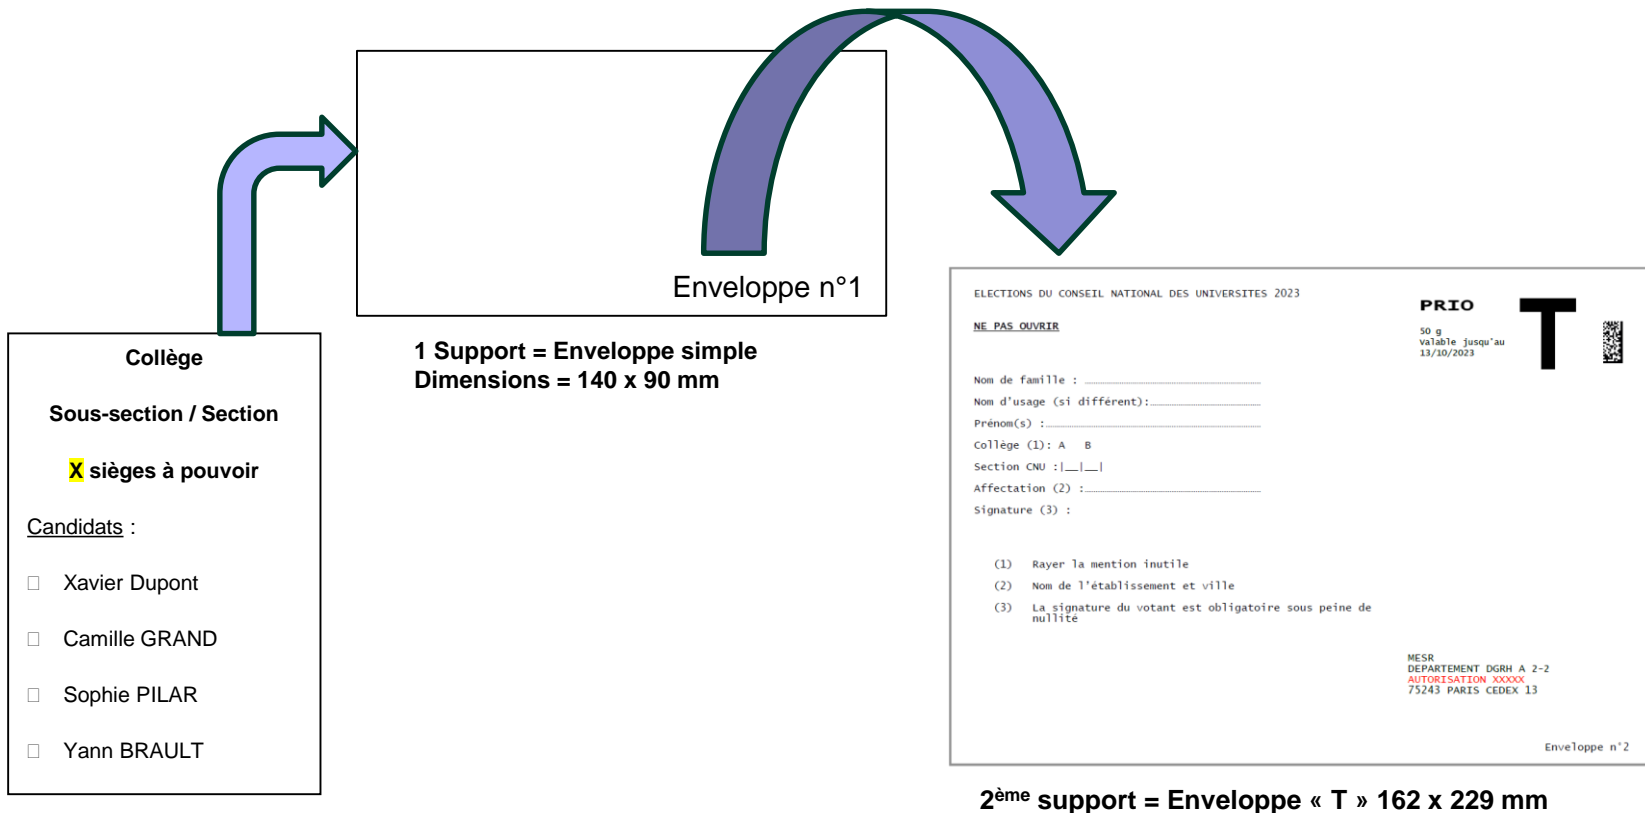 Enveloppe n°1
1 Support = Enveloppe simple
Dimensions = 140 x 90 mm
Collège
Sous-section / Section
X sièges à pouvoir
Candidats :
Xavier Dupont
Camille GRAND
Sophie PILAR
Yann BRAULT
ELECTIONS DU CONSEIL NATIONAL DES UNIVERSITES 2023
NE PAS OUVRIR
PRIO
T
50 g
Valable jusqu'au
13/10/2023
Nom de famille :
Nom d'usage (si différent):
Prénom(s) :
Collège (1): A B
Section CNU :|__|__|
Affectation (2) :
Signature (3) :
(1) Rayer la mention inutile
(2) Nom de l'établissement et ville
(3) La signature du votant est obligatoire sous peine de
nullité
MESR
DEPARTEMENT DGRH A 2-2
AUTORISATION XXXXX
75243 PARIS CEDEX 13
Enveloppe n°2
2ème support = Enveloppe « T » 162 x 229 mm